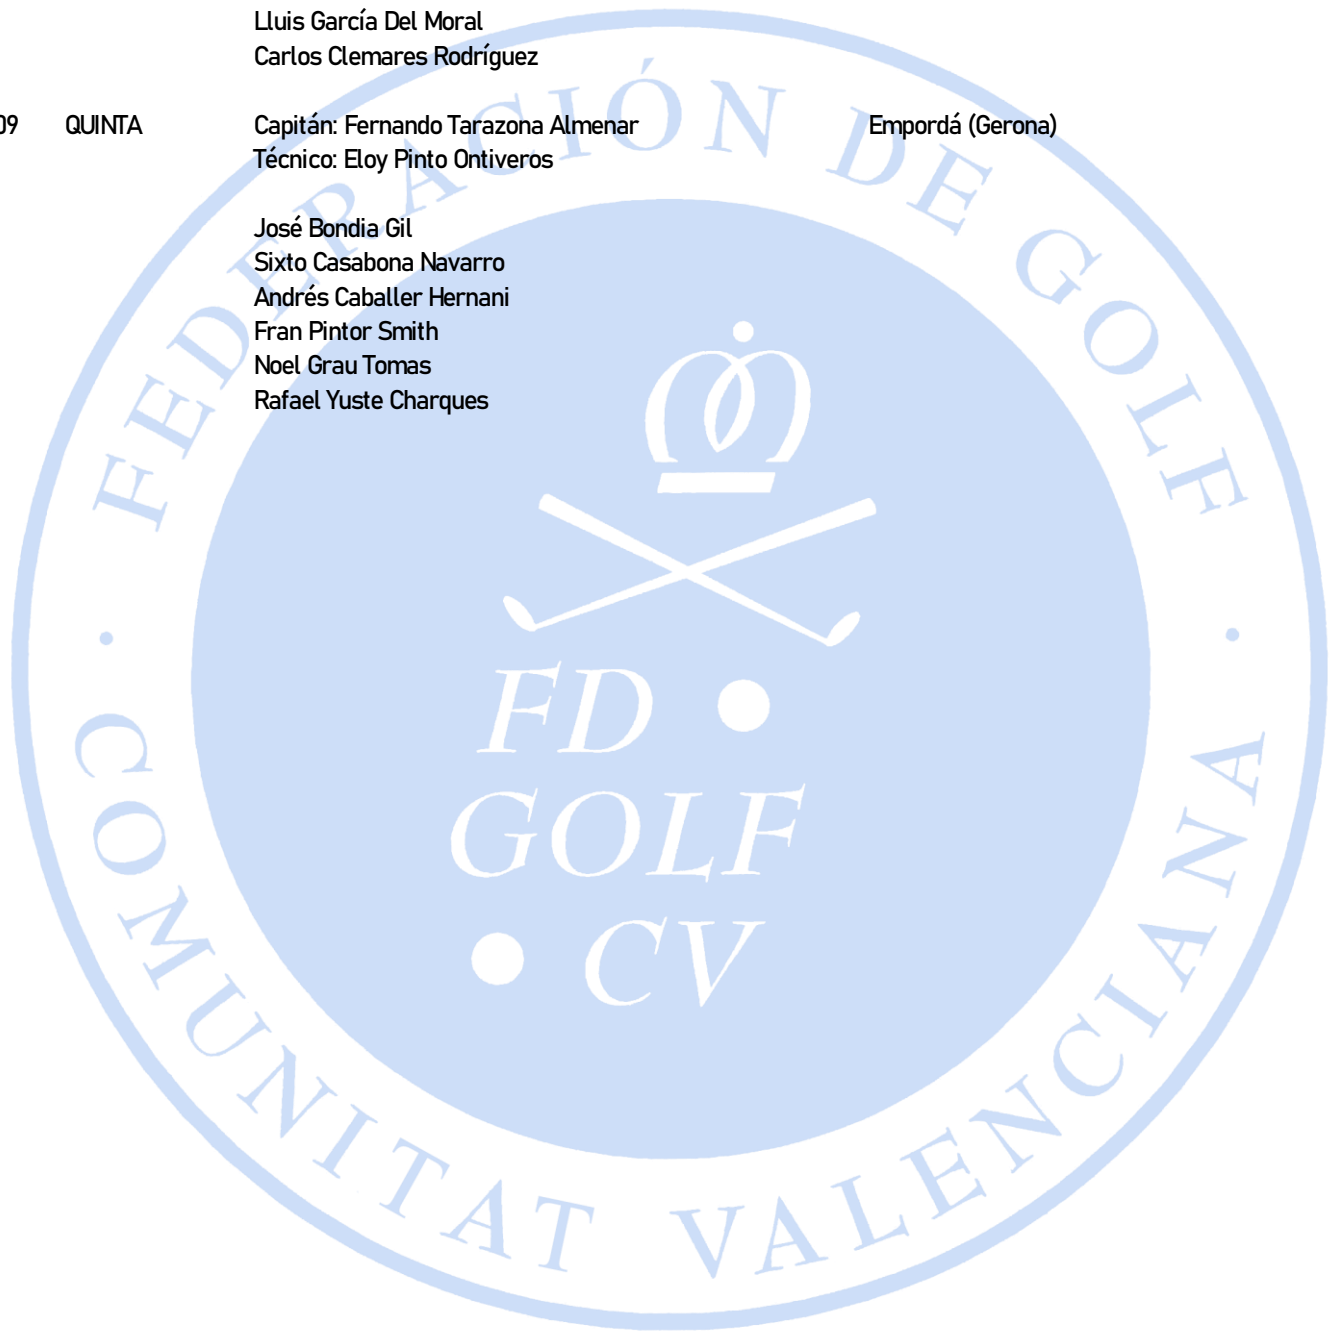 Lluis García Del Moral
Carlos Clemares Rodríguez
09 QUINTA Capitán: Fernando Tarazona Almenar Empordá (Gerona)
Técnico: Eloy Pinto Ontiveros
José Bondia Gil
Sixto Casabona Navarro
Andrés Caballer Hernani
Fran Pintor Smith
Noel Grau Tomas
Rafael Yuste Charques
FEDERACIÓN DE GOLF
FD
GOLF
CV
COMUNITAT VALENCIANA